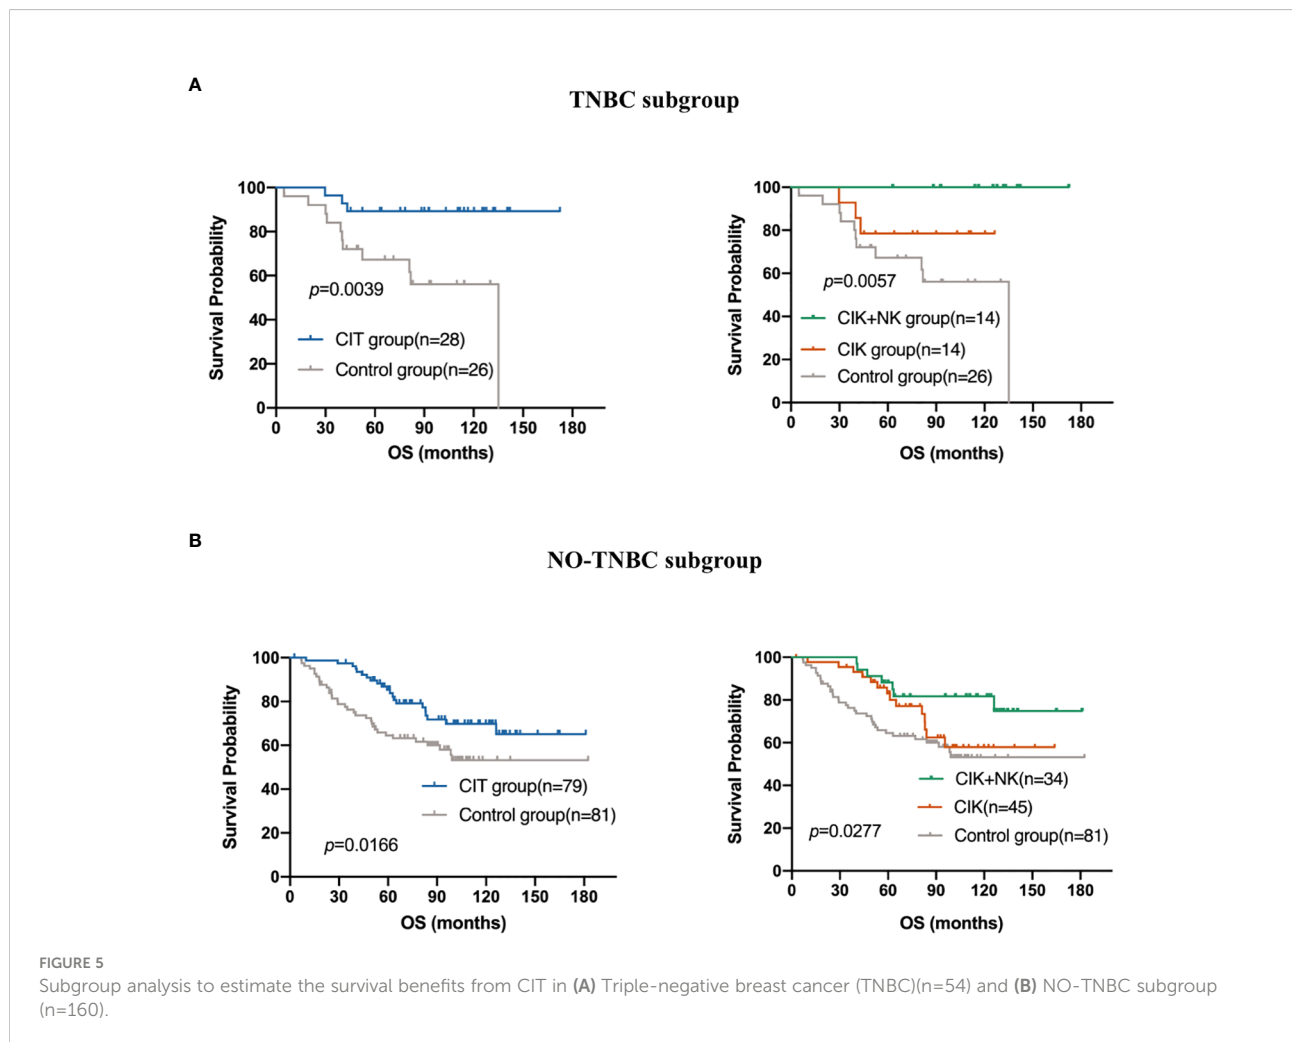 A
TNBC subgroup
100
80
60
40
20
0
Survival Probability
p=0.0039
CIT group(n=28)
Control group(n=26)
0 30 60 90 120 150 180
OS (months)
100
80
60
40
20
0
Survival Probability
p=0.0057
CIK+NK group(n=14)
CIK group(n=14)
Control group(n=26)
0 30 60 90 120 150 180
OS (months)
B
NO-TNBC subgroup
100
80
60
40
20
0
Survival Probability
CIT group(n=79)
Control group(n=81)
p=0.0166
0 30 60 90 120 150 180
OS (months)
100
80
60
40
20
0
Survival Probability
CIK+NK(n=34)
CIK(n=45)
Control group(n=81)
p=0.0277
0 30 60 90 120 150 180
OS (months)
FIGURE 5
Subgroup analysis to estimate the survival benefits from CIT in (A) Triple-negative breast cancer (TNBC)(n=54) and (B) NO-TNBC subgroup
(n=160).